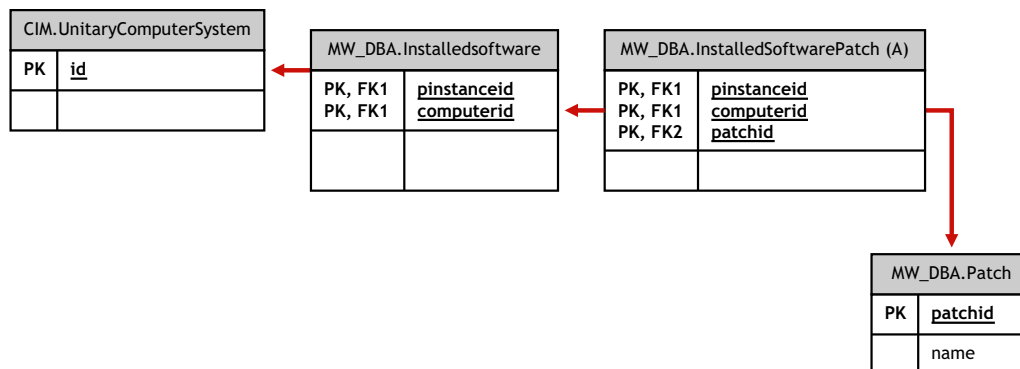 CIM.UnitaryComputerSystem
PK id
MW_DBA.Installedsoftware
PK, FK1 pinstanceid
PK, FK1 computerid
MW_DBA.InstalledSoftwarePatch (A)
PK, FK1 pinstanceid
PK, FK1 computerid
PK, FK2 patchid
MW_DBA.Patch
PK patchid
name